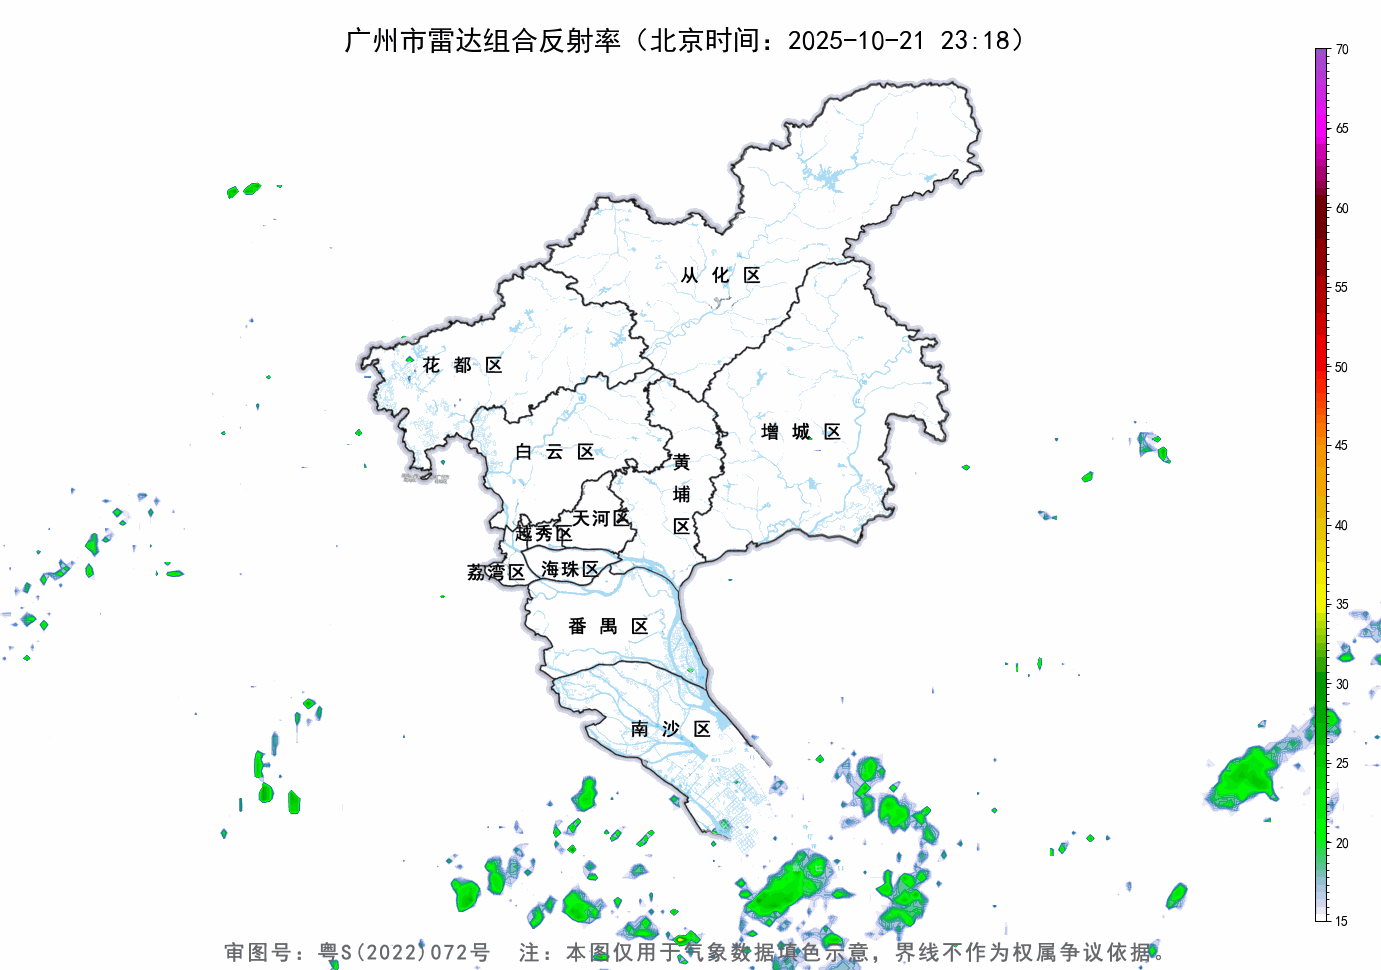 广州市雷达组合反射率（北京时间：2025-10-21 23:18）
70
65
60
55
50
45
40
35
30
25
20
15
从化区
花都区
增城区
白云区
黄埔区
天河区
越秀区
荔湾区
海珠区
番禺区
南沙区
审图号：粤S(2022)072号 注：本图仅用于气象数据填色示意，界线不作为权属争议依据。